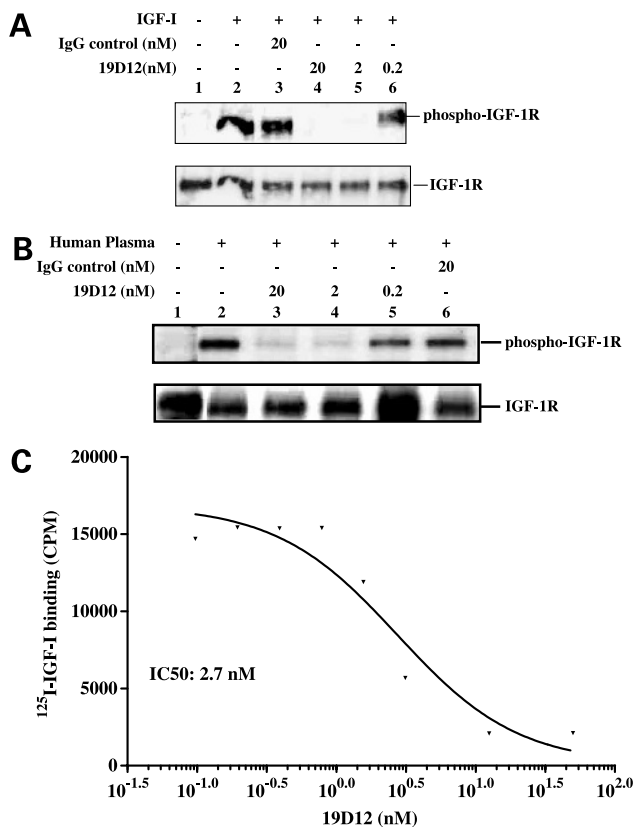 A
IGF-I - + + + + +
IgG control (nM) - - 20 - - -
19D12(nM) - - - 20 2 0.2
1 2 3 4 5 6
phospho-IGF-1R
IGF-1R
B
Human Plasma - + + + + +
IgG control (nM) - - - - - 20
19D12 (nM) - - 20 2 0.2 -
1 2 3 4 5 6
phospho-IGF-1R
IGF-1R
C
20000
15000
10000
5000
0
¹²⁵I-IGF-I binding (CPM)
IC50: 2.7 nM
10⁻¹·⁵ 10⁻¹·⁰ 10⁻⁰·⁵ 10⁰·⁰ 10⁰·⁵ 10¹·⁰ 10¹·⁵ 10²·⁰
19D12 (nM)